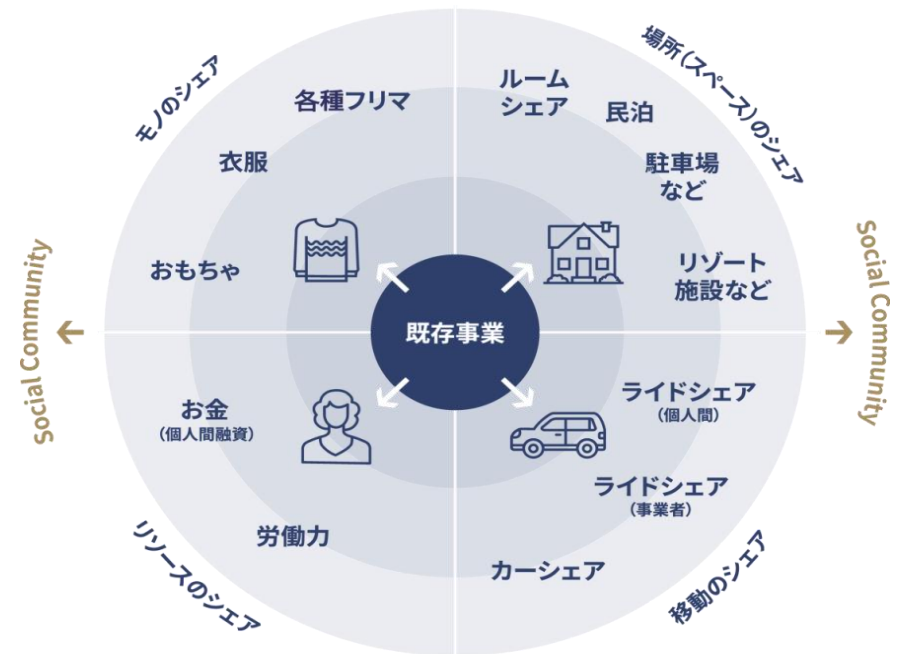 モノのシェア
各種フリマ
衣服
おもちゃ
場所（スペース）のシェア
ルーム
シェア
民泊
駐車場
など
リゾート
施設など
Social Community
既存事業
Social Community
お金
（個人間融資）
労働力
リソースのシェア
ライドシェア
（個人間）
ライドシェア
（事業者）
カーシェア
移動のシェア